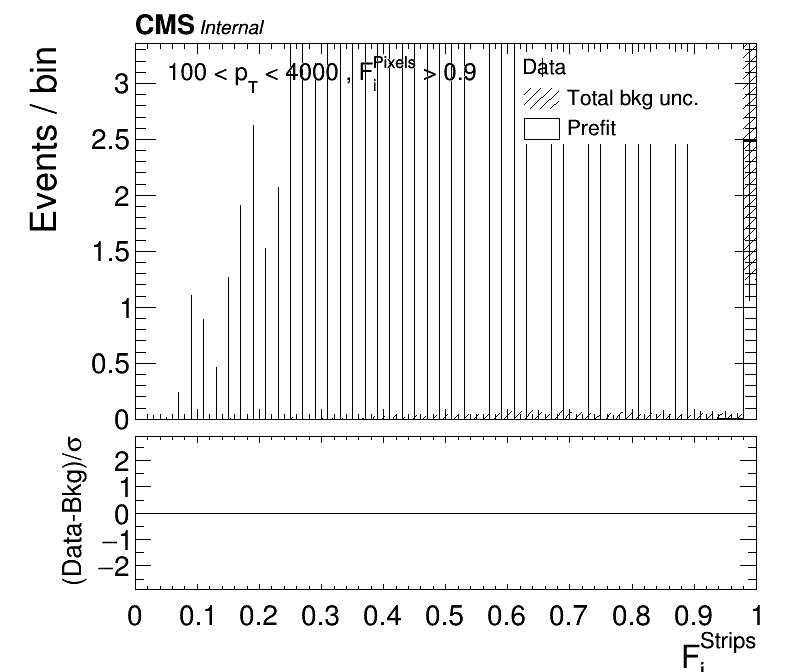 CMS Internal
Events / bin
100 < p_T < 4000 , F_i^Pixels > 0.9
Data
Total bkg unc.
Prefit
3
2.5
2
1.5
1
0.5
0
(Data-Bkg)/σ
2
1
0
−1
−2
0 0.1 0.2 0.3 0.4 0.5 0.6 0.7 0.8 0.9 1
F_i^Strips